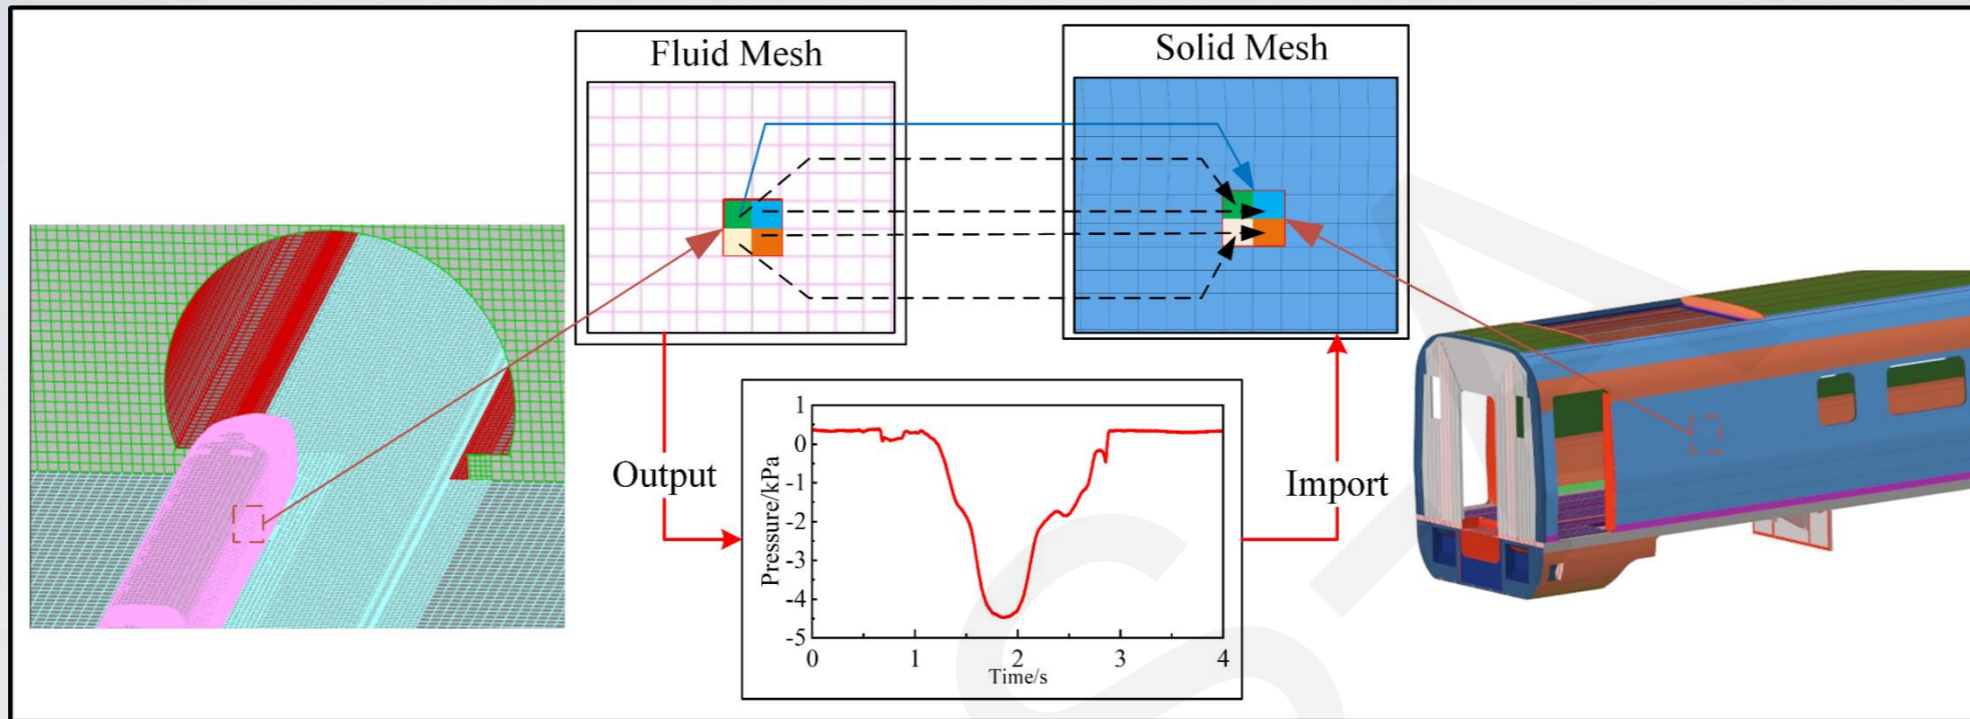 Fluid Mesh
Solid Mesh
Output
Import
Pressure/kPa
1
0
-1
-2
-3
-4
-5
0 1 2 3 4
Time/s